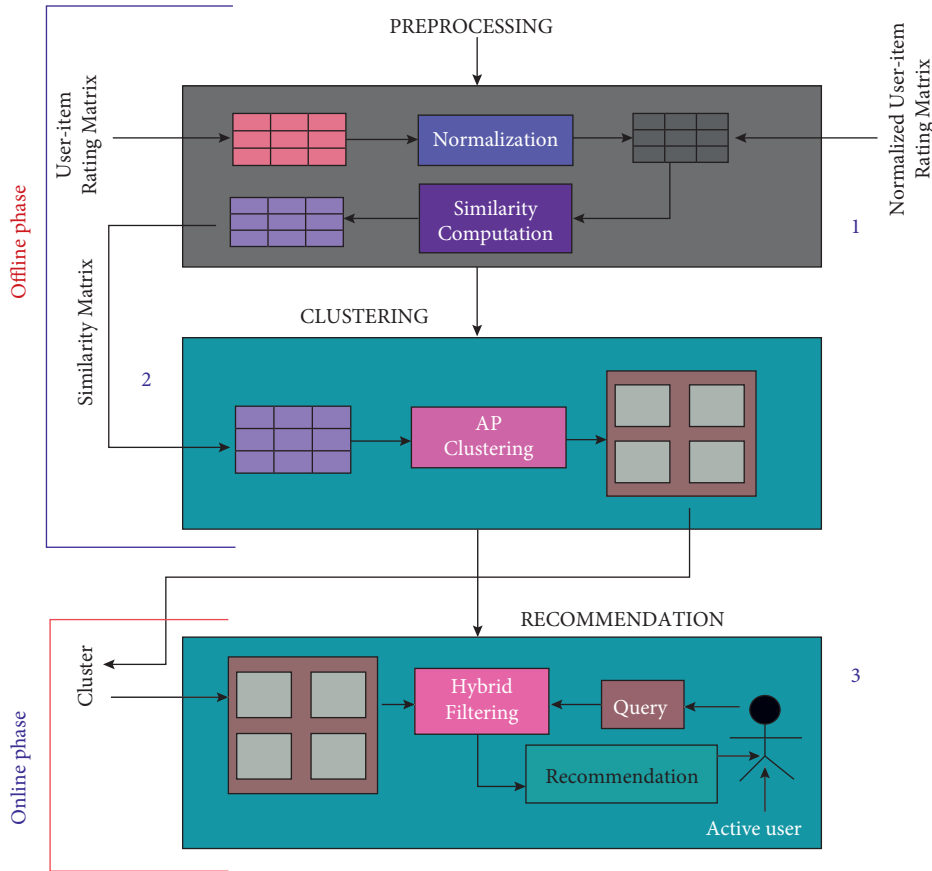 PREPROCESSING
User-item
Rating Matrix
Normalization
Normalized User-item
Rating Matrix
Similarity
Computation
1
Offline phase
Similarity Matrix
CLUSTERING
2
AP
Clustering
RECOMMENDATION
Cluster
Hybrid
Filtering
Query
3
Recommendation
Online phase
Active user